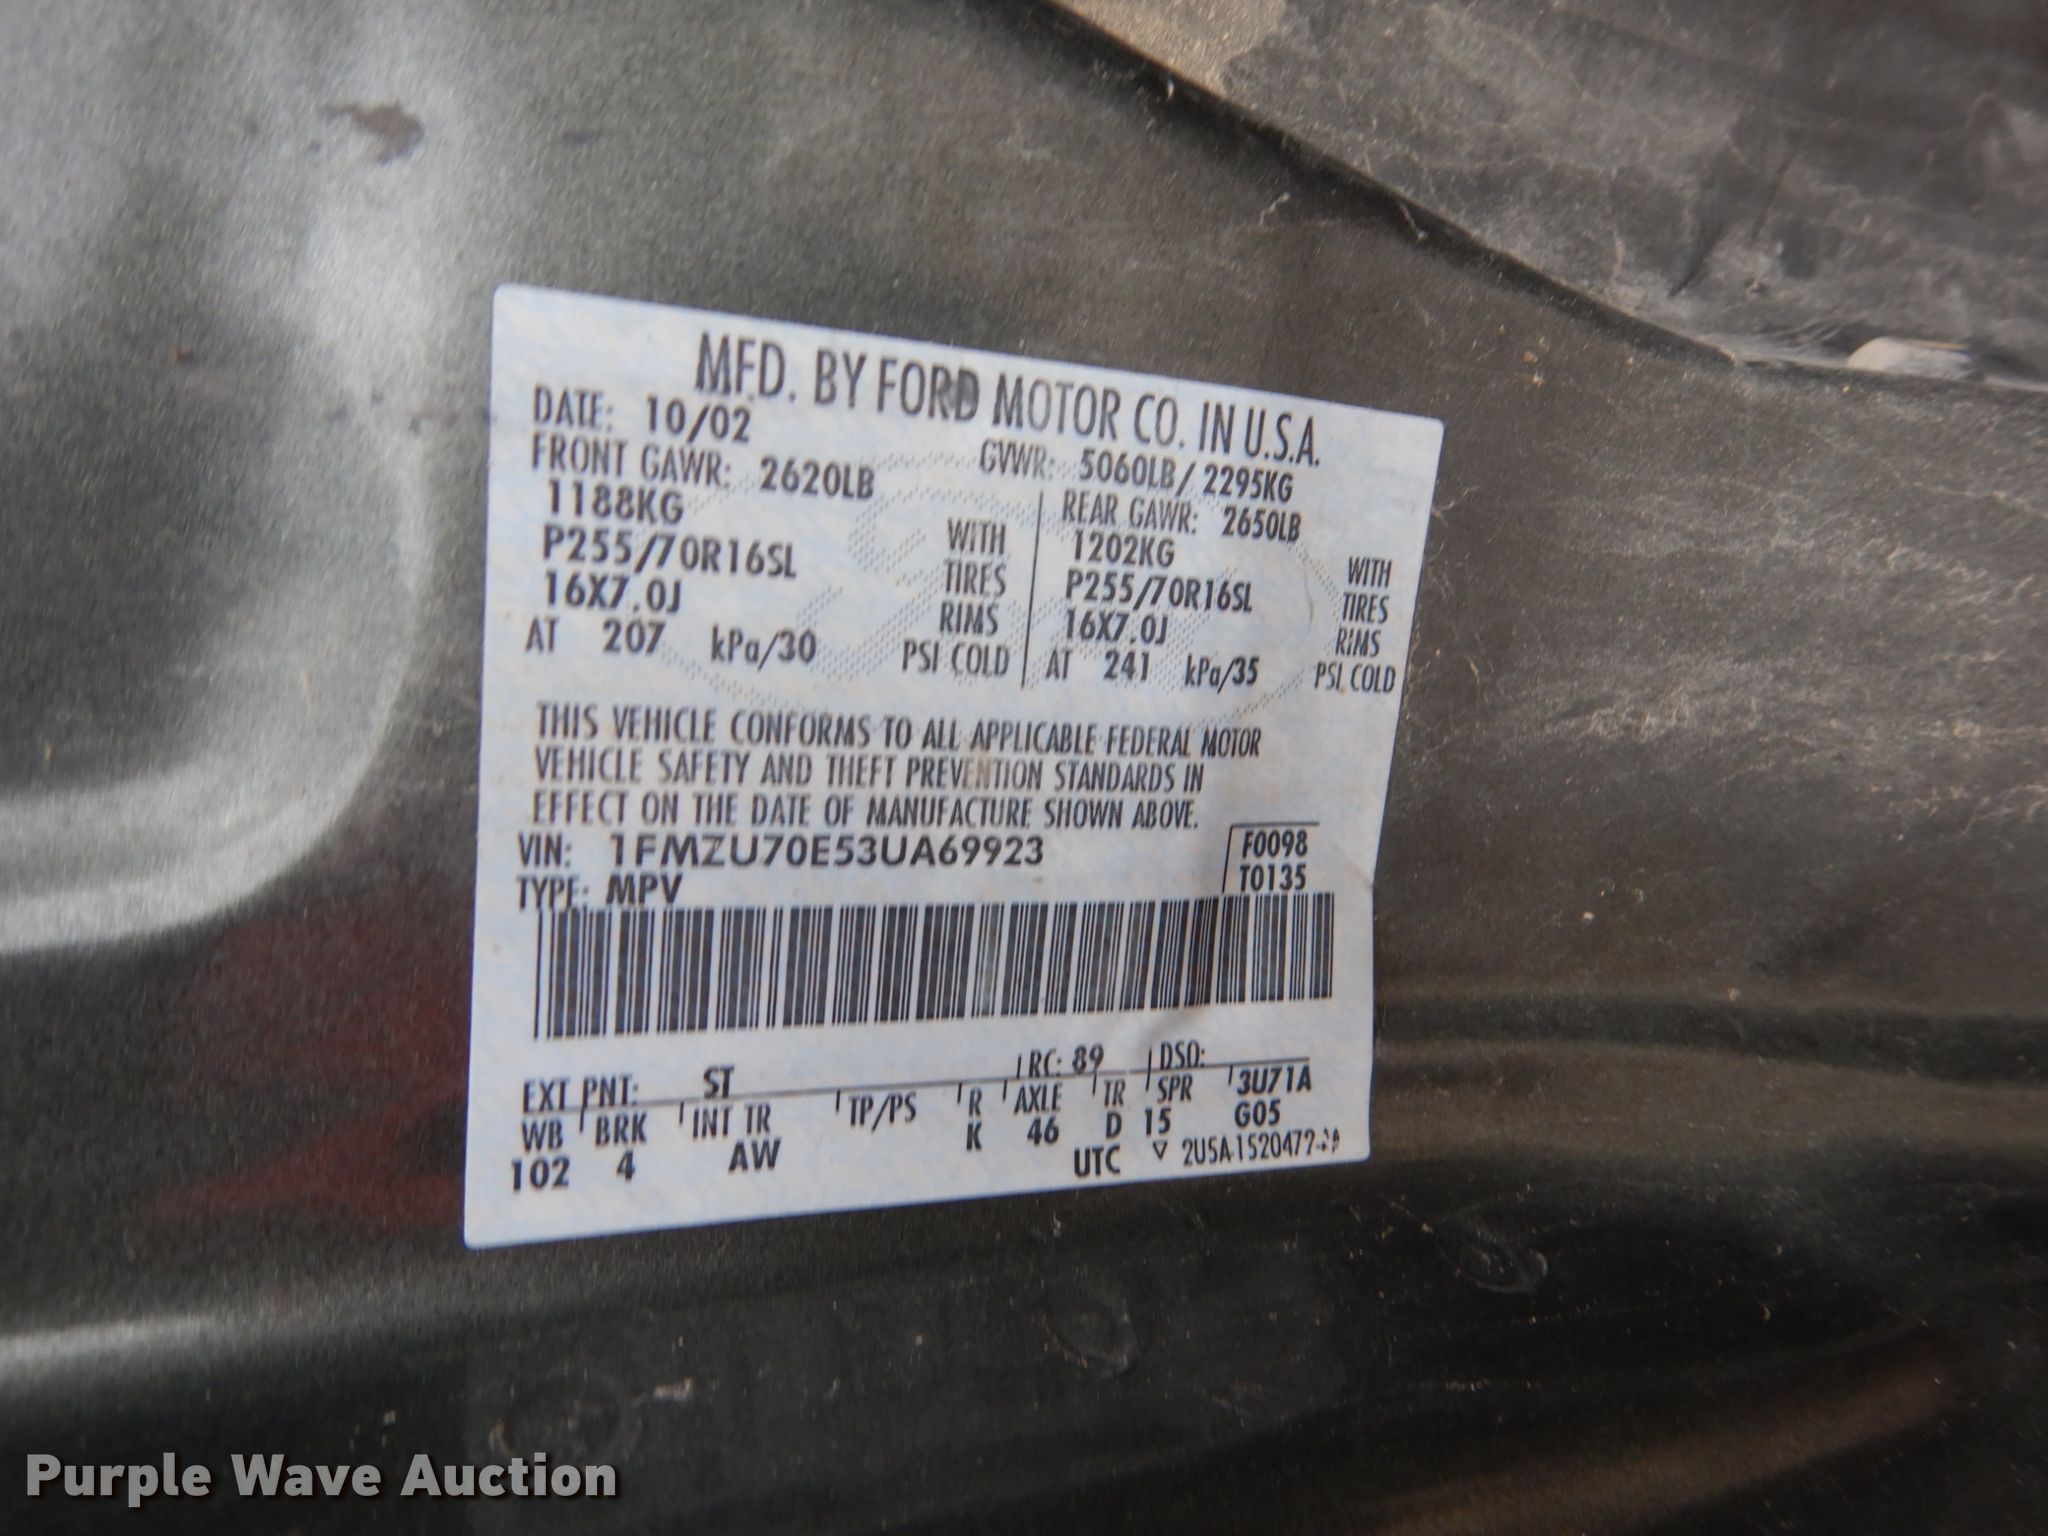 MFD. BY FORD MOTOR CO. IN U.S.A.
DATE: 10/02 GVWR: 5060LB/ 2295KG
FRONT GAWR: 2620LB REAR GAWR: 2650LB
1188KG WITH 1202KG WITH
P255/70R16SL TIRES P255/70R16SL TIRES
16X7.0J RIMS 16X7.0J RIMS
AT 207 kPa/30 PSI COLD AT 241 kPa/35 PSI COLD
THIS VEHICLE CONFORMS TO ALL APPLICABLE FEDERAL MOTOR
VEHICLE SAFETY AND THEFT PREVENTION STANDARDS IN
EFFECT ON THE DATE OF MANUFACTURE SHOWN ABOVE.
VIN: 1FMZU70E53UA69923 F0098
TYPE: MPV T0135
EXT PNT: ST RC: 89 DSO:
WB BRK INT TR TP/PS R AXLE TR SPR 3U71A
102 4 AW K 46 D 15 G05
UTC
Purple Wave Auction